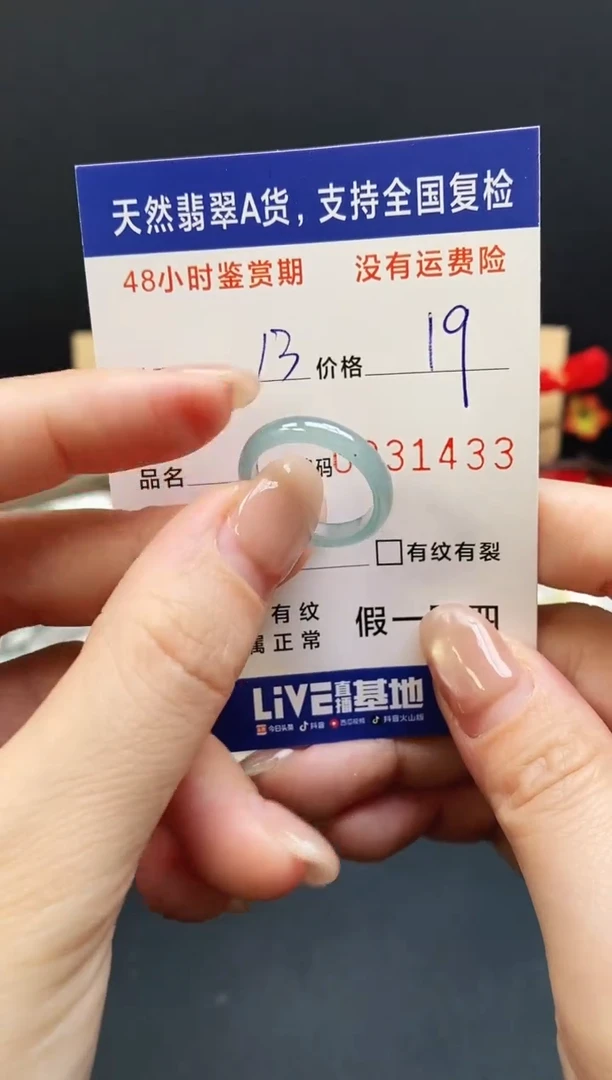 天然翡翠A货，支持全国复检
48小时鉴赏期 没有运费险
13 价格 19
品名 码 31433
□有纹有裂
有纹 假一
属正常
LiVE直播基地
今日头条 抖音 西瓜视频 抖音火山版